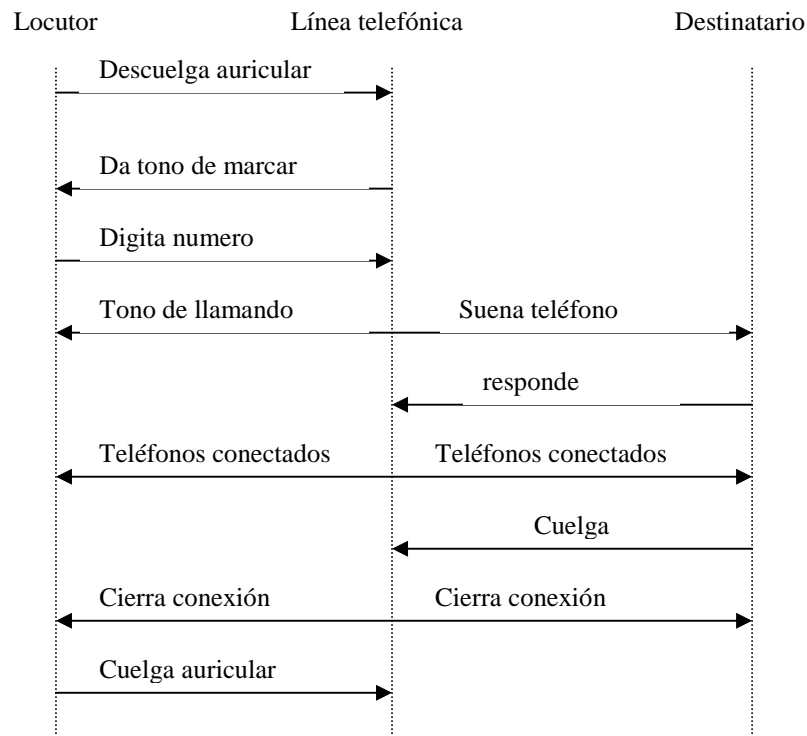 Locutor Línea telefónica Destinatario
Descuelga auricular
Da tono de marcar
Digita numero
Tono de llamando Suena teléfono
responde
Teléfonos conectados Teléfonos conectados
Cuelga
Cierra conexión Cierra conexión
Cuelga auricular